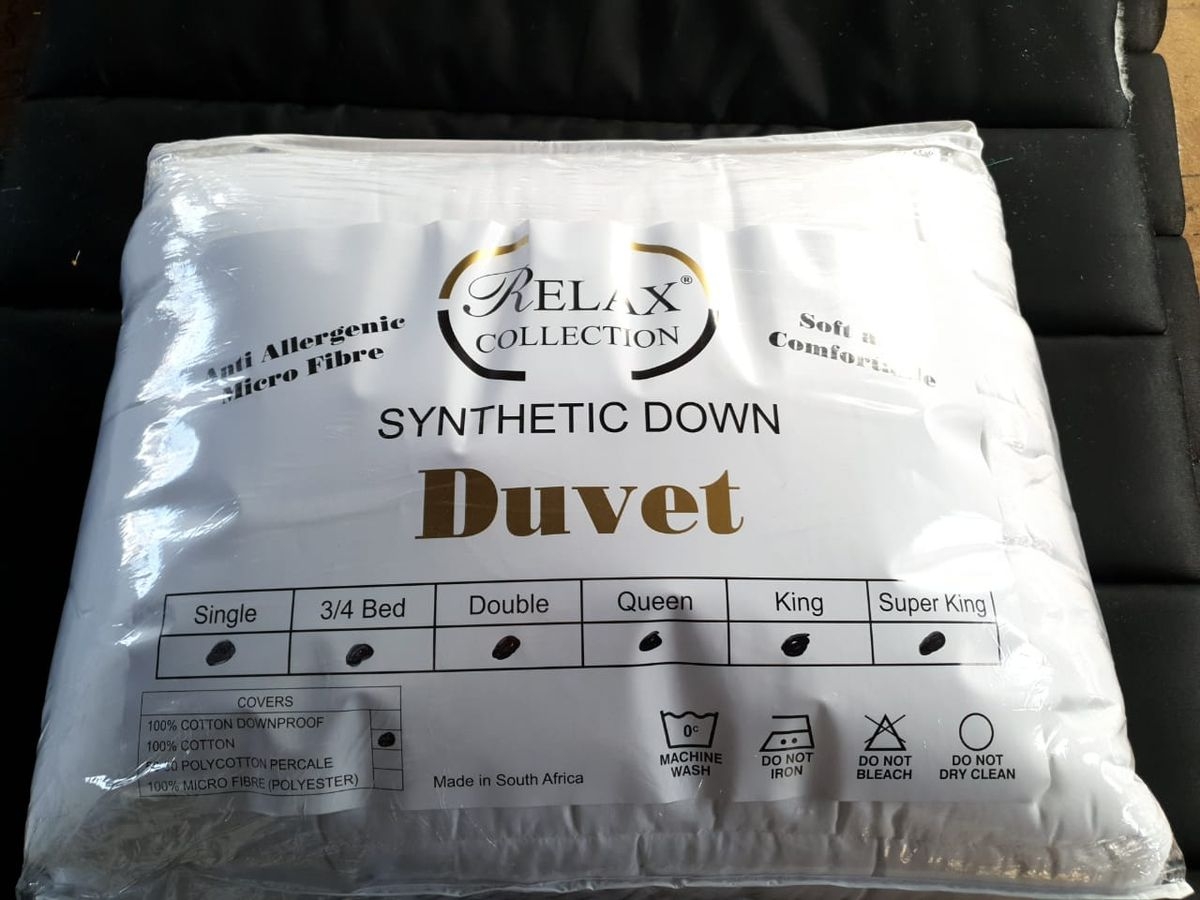 RELAX®
COLLECTION
Anti Allergenic
Micro Fibre
Soft a
SYNTHETIC DOWN
Duvet
Single 3/4 Bed Double Queen King Super King
COVERS
100% COTTON DOWNPROOF
100% COTTON
POLYCOTTON PERCALE
100% MICRO FIBRE (POLYESTER)
Made in South Africa
0c
MACHINE
WASH
DO NOT
IRON
DO NOT
BLEACH
DO NOT
DRY CLEAN